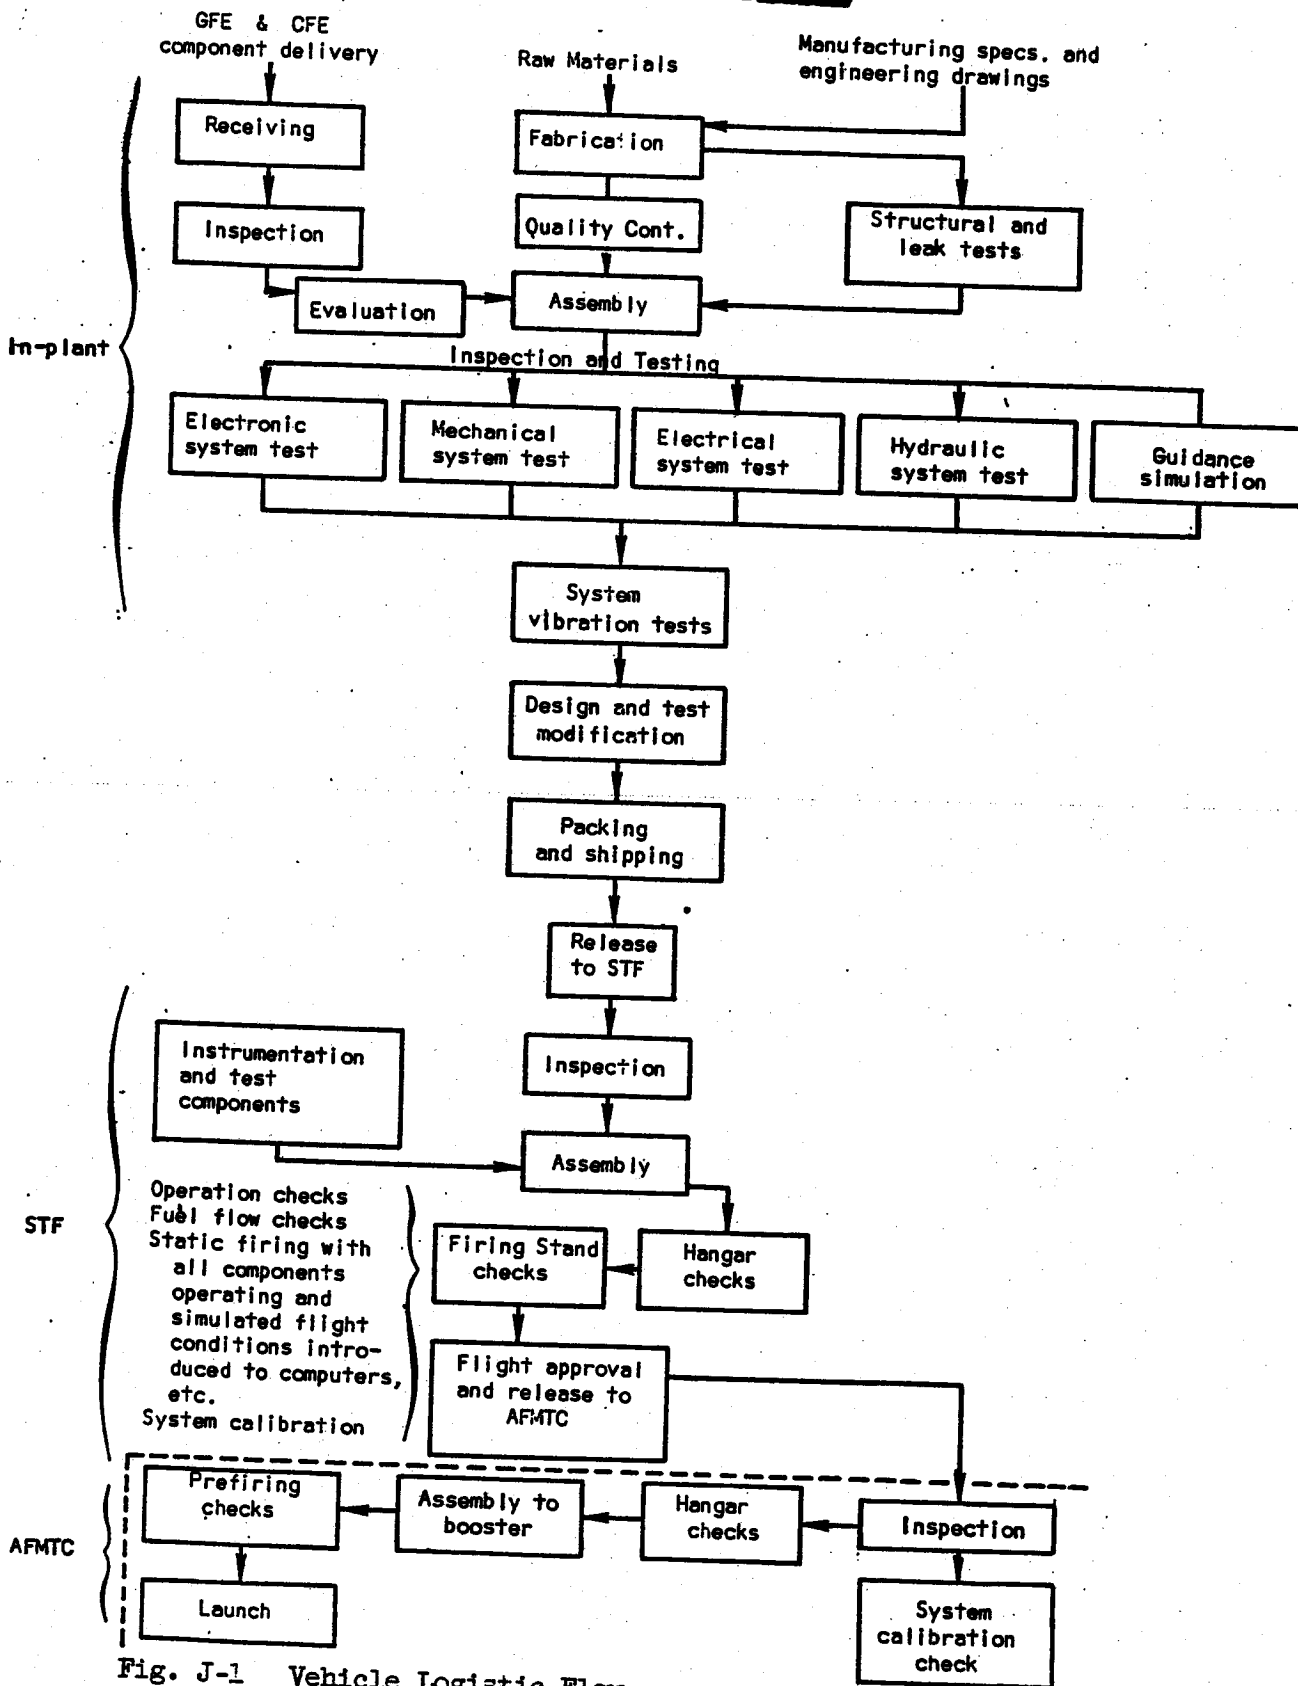 GFE & CFE
component delivery
Raw Materials
Manufacturing specs. and
engineering drawings
Receiving
Fabrication
Inspection
Quality Cont.
Structural and
leak tests
Evaluation
Assembly
In-plant
Inspection and Testing
Electronic
system test
Mechanical
system test
Electrical
system test
Hydraulic
system test
Guidance
simulation
System
vibration tests
Design and test
modification
Packing
and shipping
Release
to STF
Instrumentation
and test
components
Inspection
Assembly
STF
Operation checks
Fuel flow checks
Static firing with
all components
operating and
simulated flight
conditions intro-
duced to computers,
etc.
System calibration
Firing Stand
checks
Hangar
checks
Flight approval
and release to
AFMTC
AFMTC
Prefiring
checks
Assembly to
booster
Hangar
checks
Inspection
Launch
System
calibration
check
Fig. J-1 Vehicle Logistic Flow